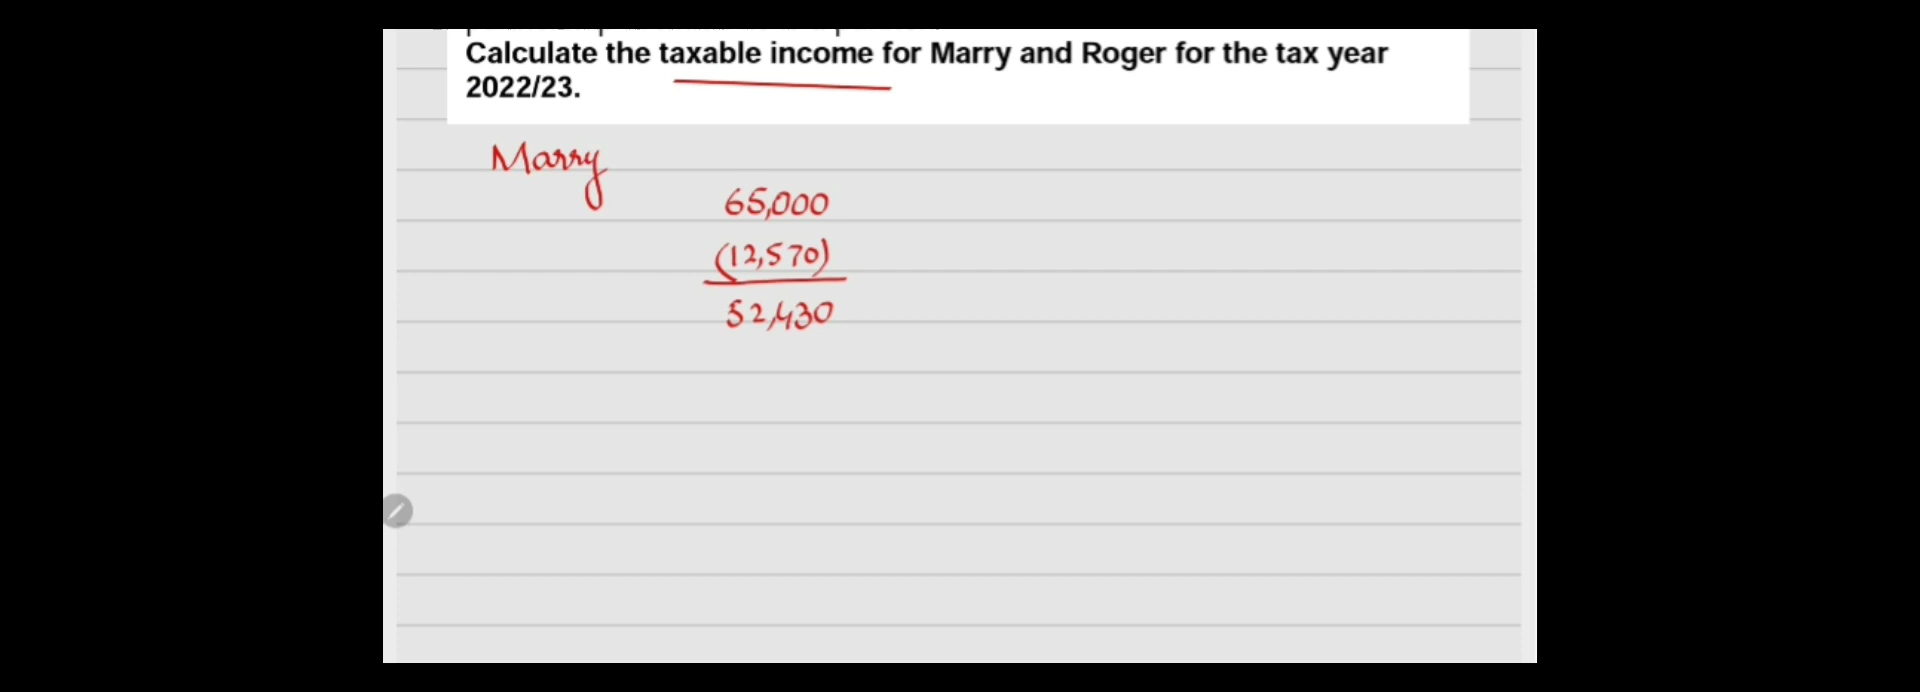 Calculate the taxable income for Marry and Roger for the tax year
2022/23.
Marry
65,000
(12,570)
52,430